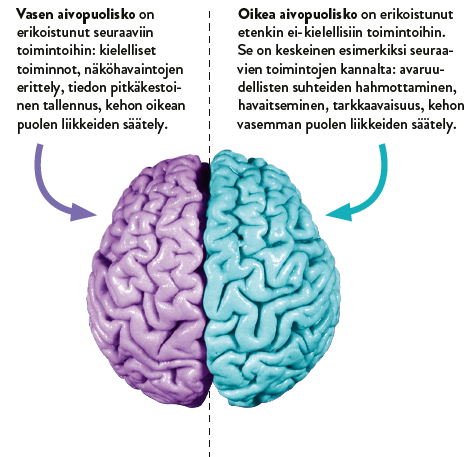 Vasen aivopuolisko on
erikoistunut seuraaviin
toimintoihin: kielelliset
toiminnot, näköhavaintojen
erittely, tiedon pitkäkestoi-
nen tallennus, kehon oikean
puolen liikkeiden säätely.
Oikea aivopuolisko on erikoistunut
etenkin ei-kielellisiin toimintoihin.
Se on keskeinen esimerkiksi seuraa-
vien toimintojen kannalta: avaruu-
dellisten suhteiden hahmottaminen,
havaitseminen, tarkkaavaisuus, kehon
vasemman puolen liikkeiden säätely.